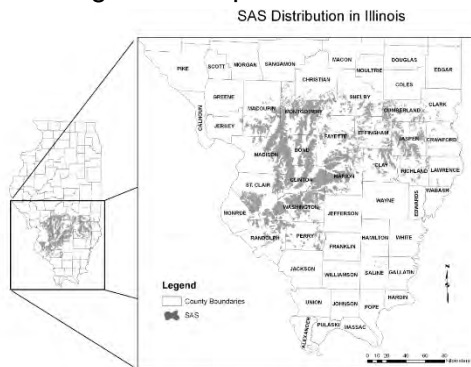 SAS Distribution in Illinois
MACON
DOUGLAS
PIKE
SCOTT
MORGAN
SANGAMON
MOULTRIE
EDGAR
CHRISTIAN
COLES
GREENE
SHELBY
CALHOUN
MACOUPIN
MONTGOMERY
CUMBERLAND
CLARK
JERSEY
FAYETTE
EFFINGHAM
JASPER
CRAWFORD
BOND
MADISON
CLAY
RICHLAND
LAWRENCE
CLINTON
MARION
ST. CLAIR
WAYNE
EDWARDS
WABASH
WASHINGTON
MONROE
JEFFERSON
RANDOLPH
PERRY
HAMILTON
WHITE
FRANKLIN
JACKSON
WILLIAMSON
SALINE
GALLATIN
UNION
JOHNSON
POPE
HARDIN
ALEXANDER
PULASKI
MASSAC
Legend
County Boundaries
SAS